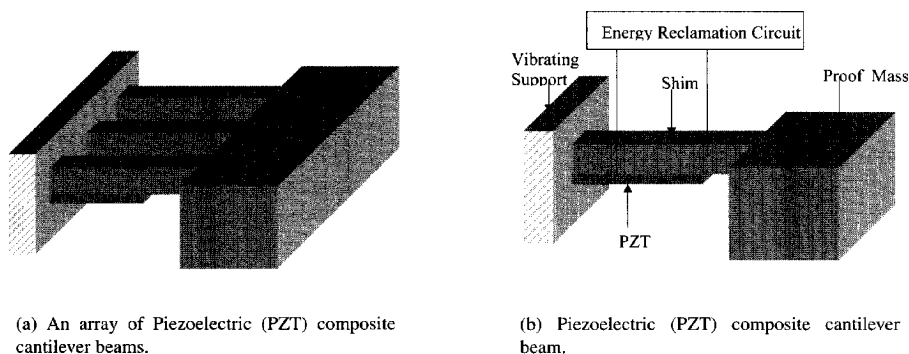 Energy Reclamation Circuit
Vibrating
Support
Shim
Proof Mass
PZT
(a) An array of Piezoelectric (PZT) composite
cantilever beams.
(b) Piezoelectric (PZT) composite cantilever
beam.